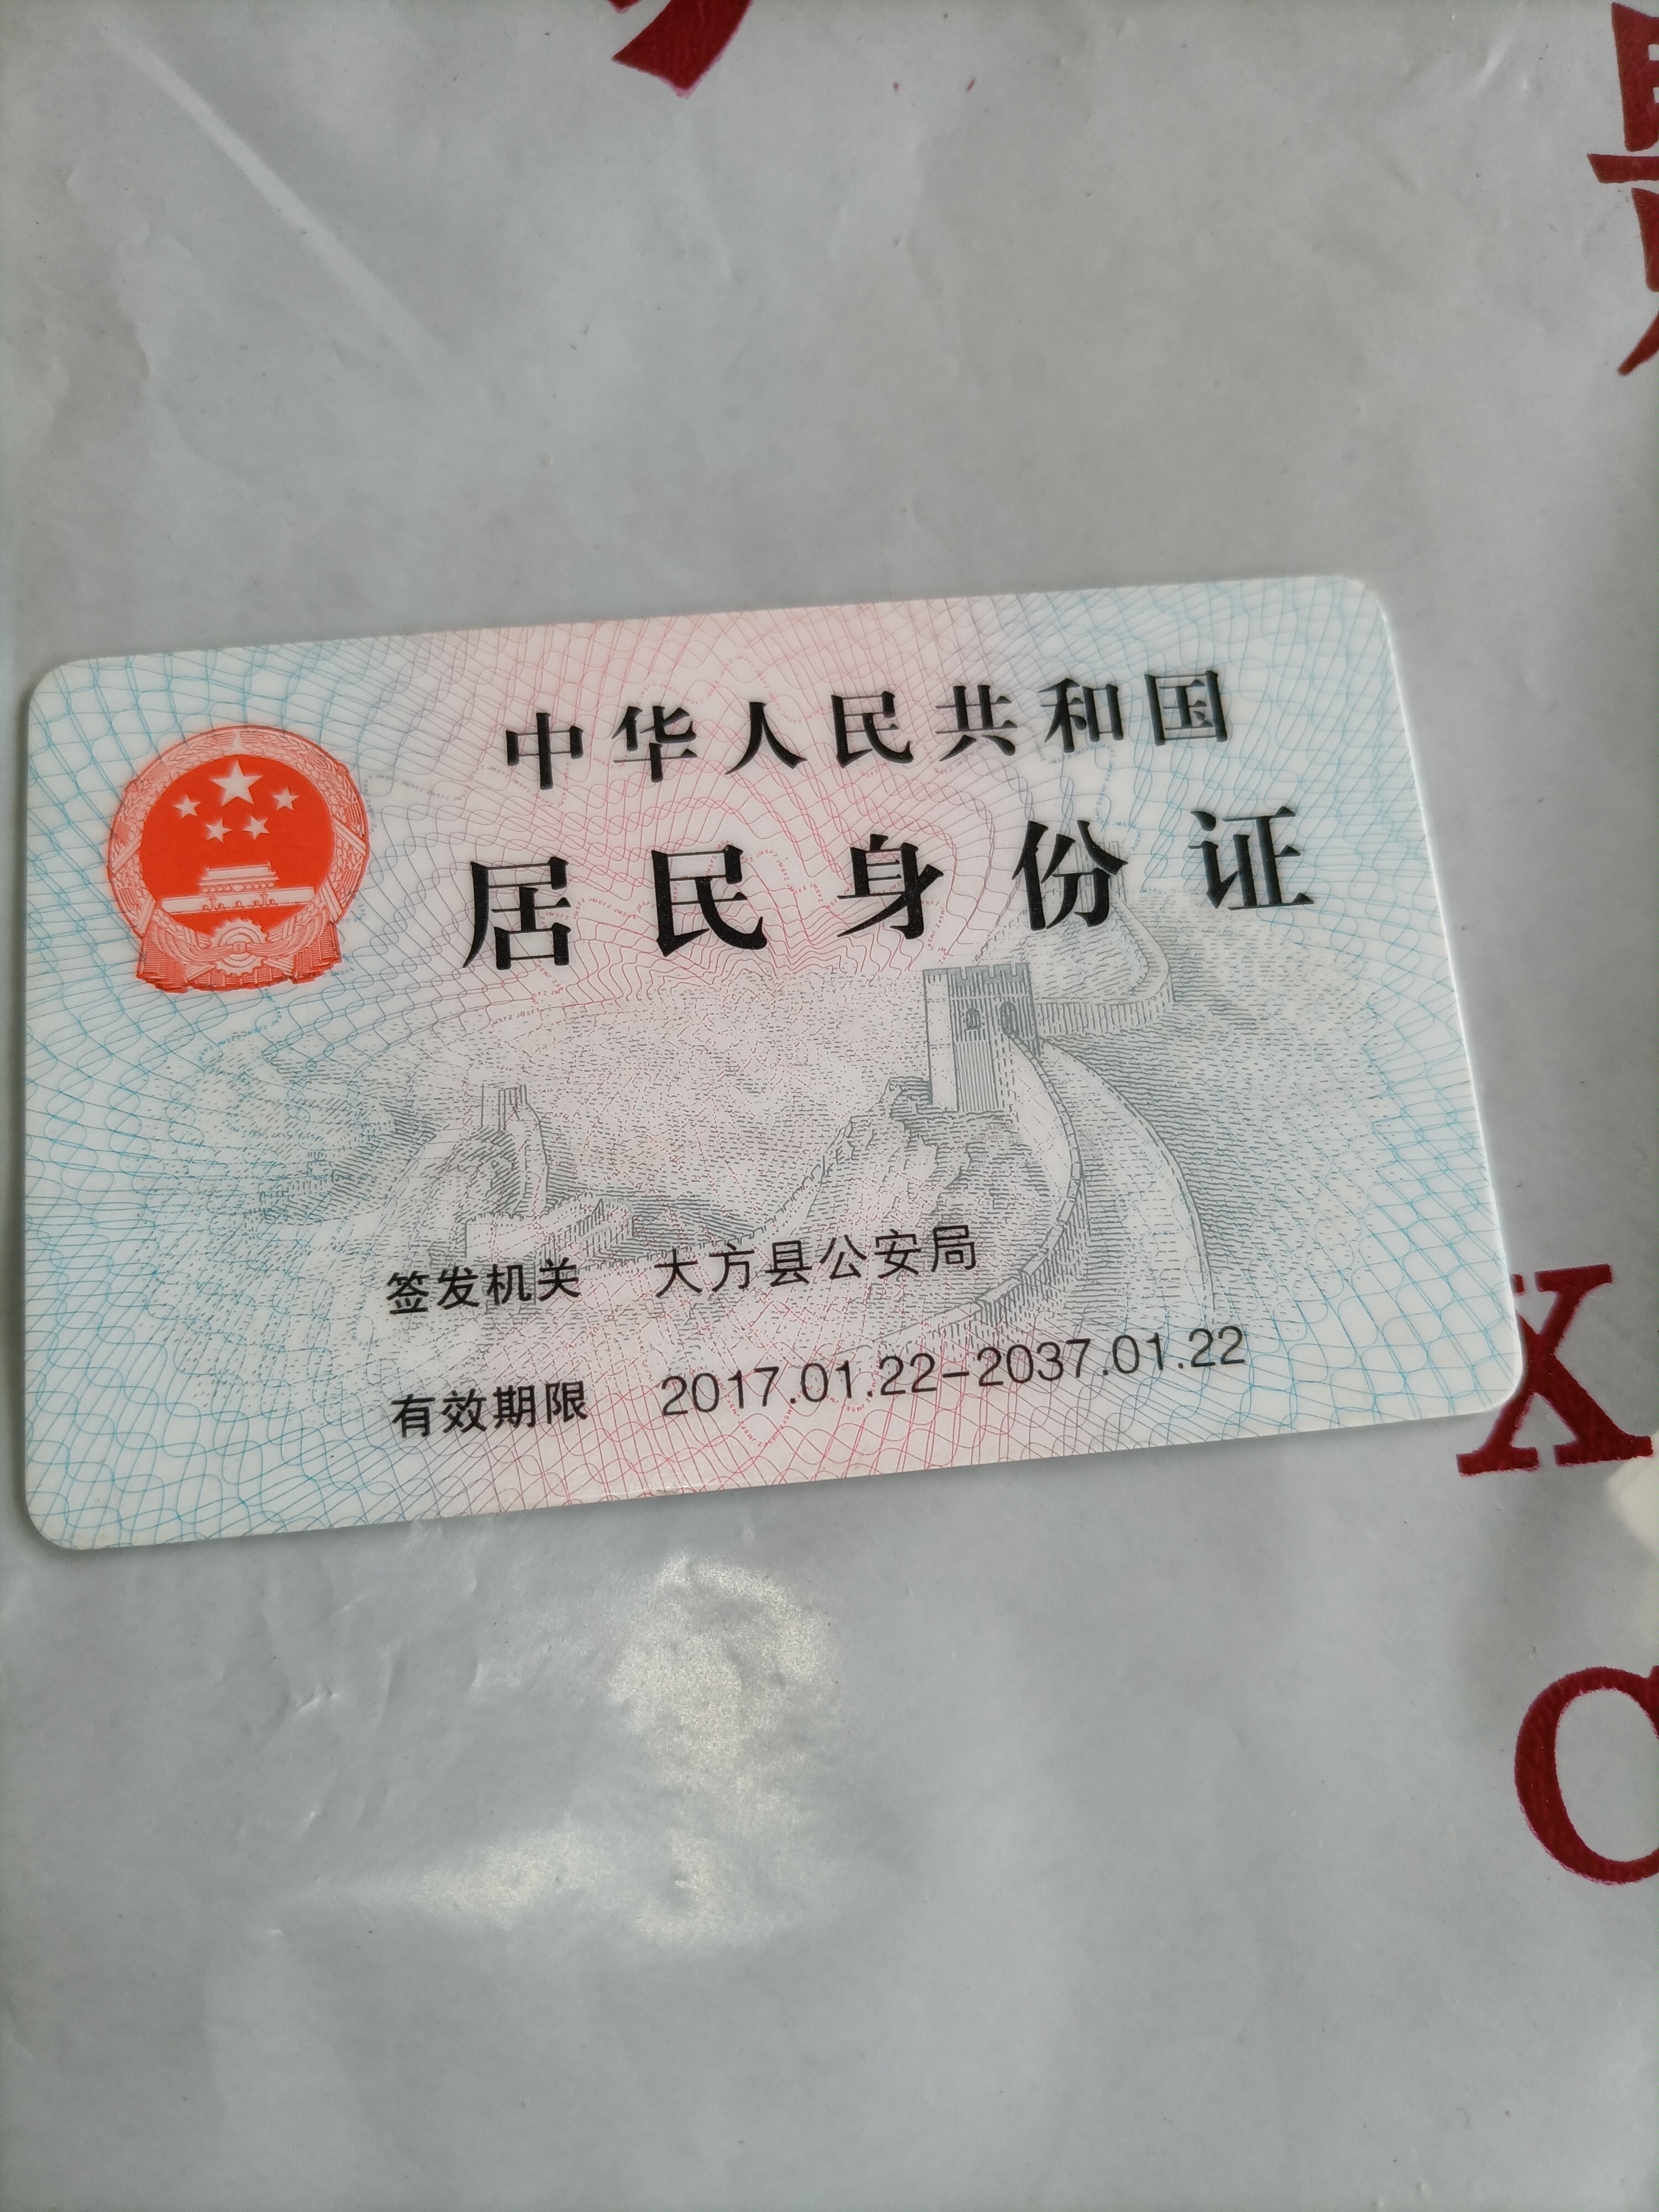 中华人民共和国
居民身份证
签发机关 大方县公安局
有效期限 2017.01.22-2037.01.22